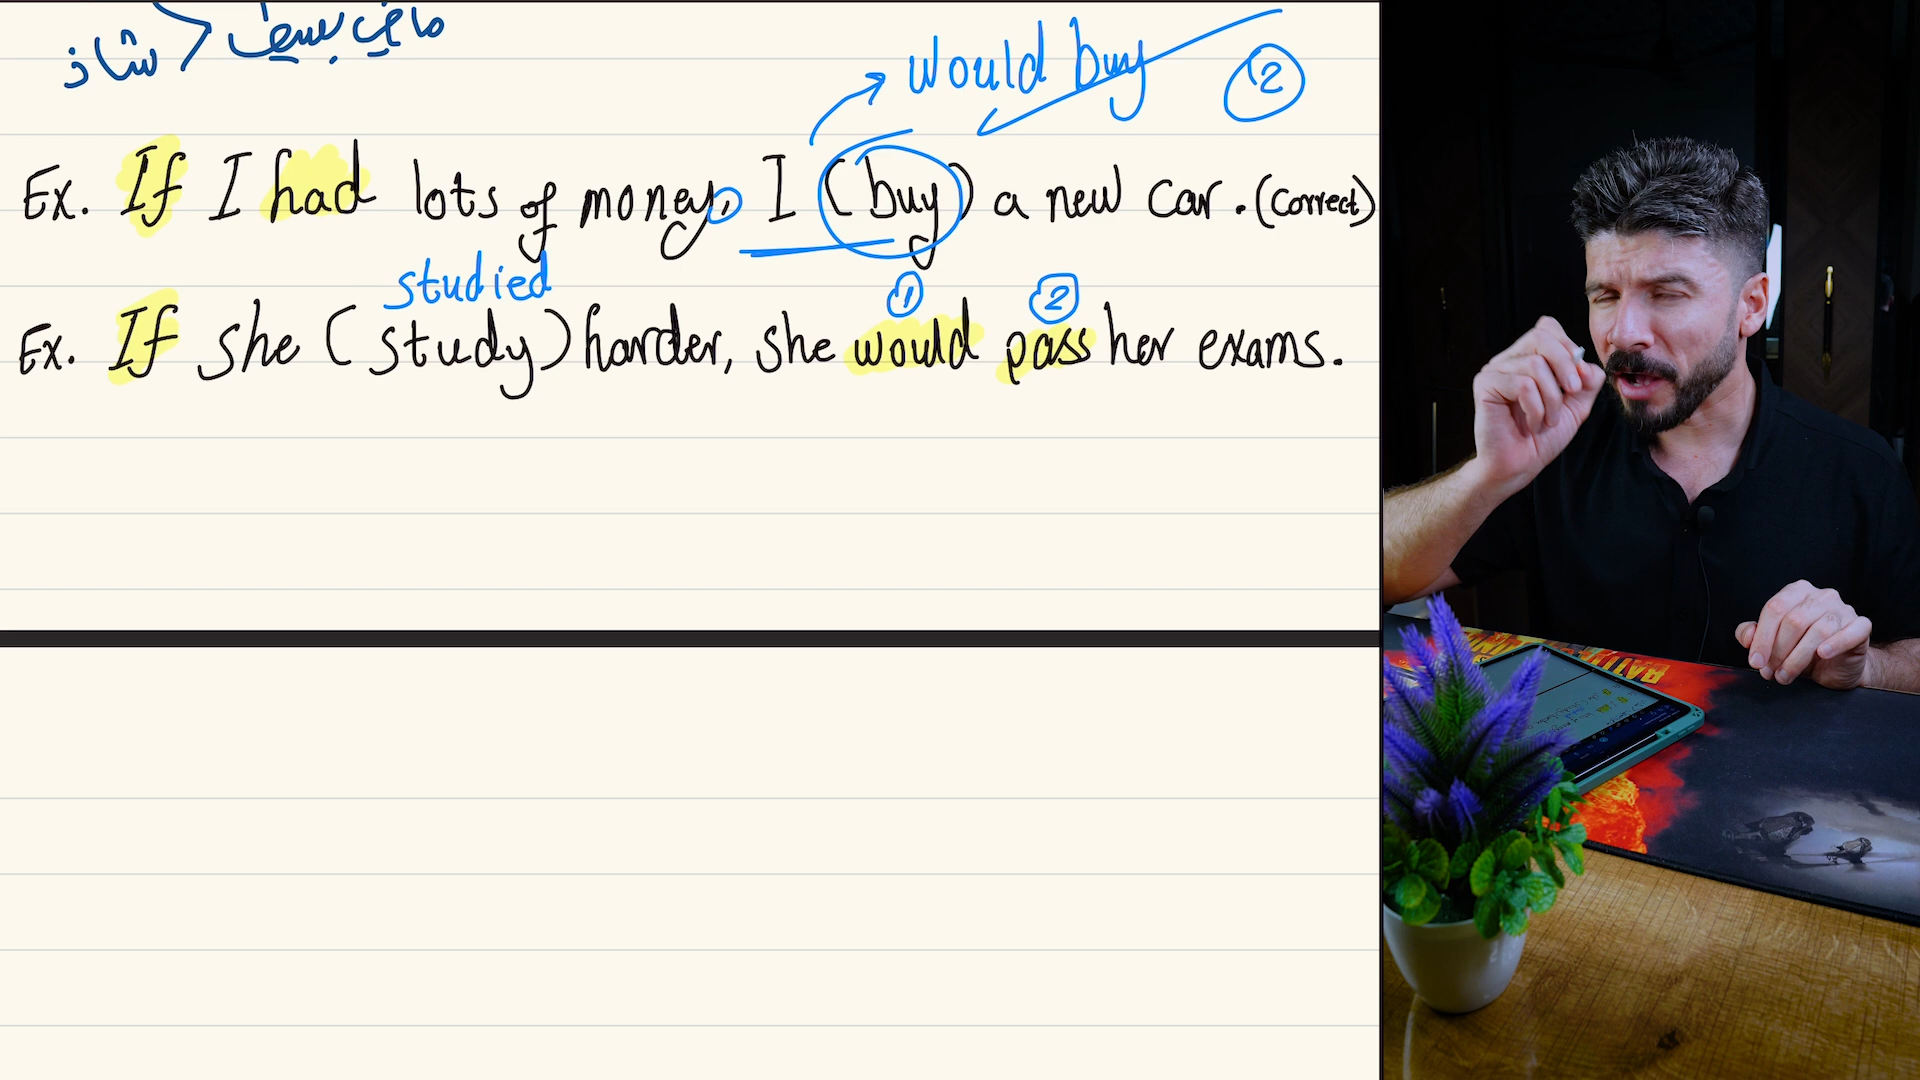 ماضي بسيط > شاذ
would buy ②
Ex. If I had lots of money, I (buy) a new car. (correct)
studied ① ②
Ex. If she (study) harder, she would pass her exams.